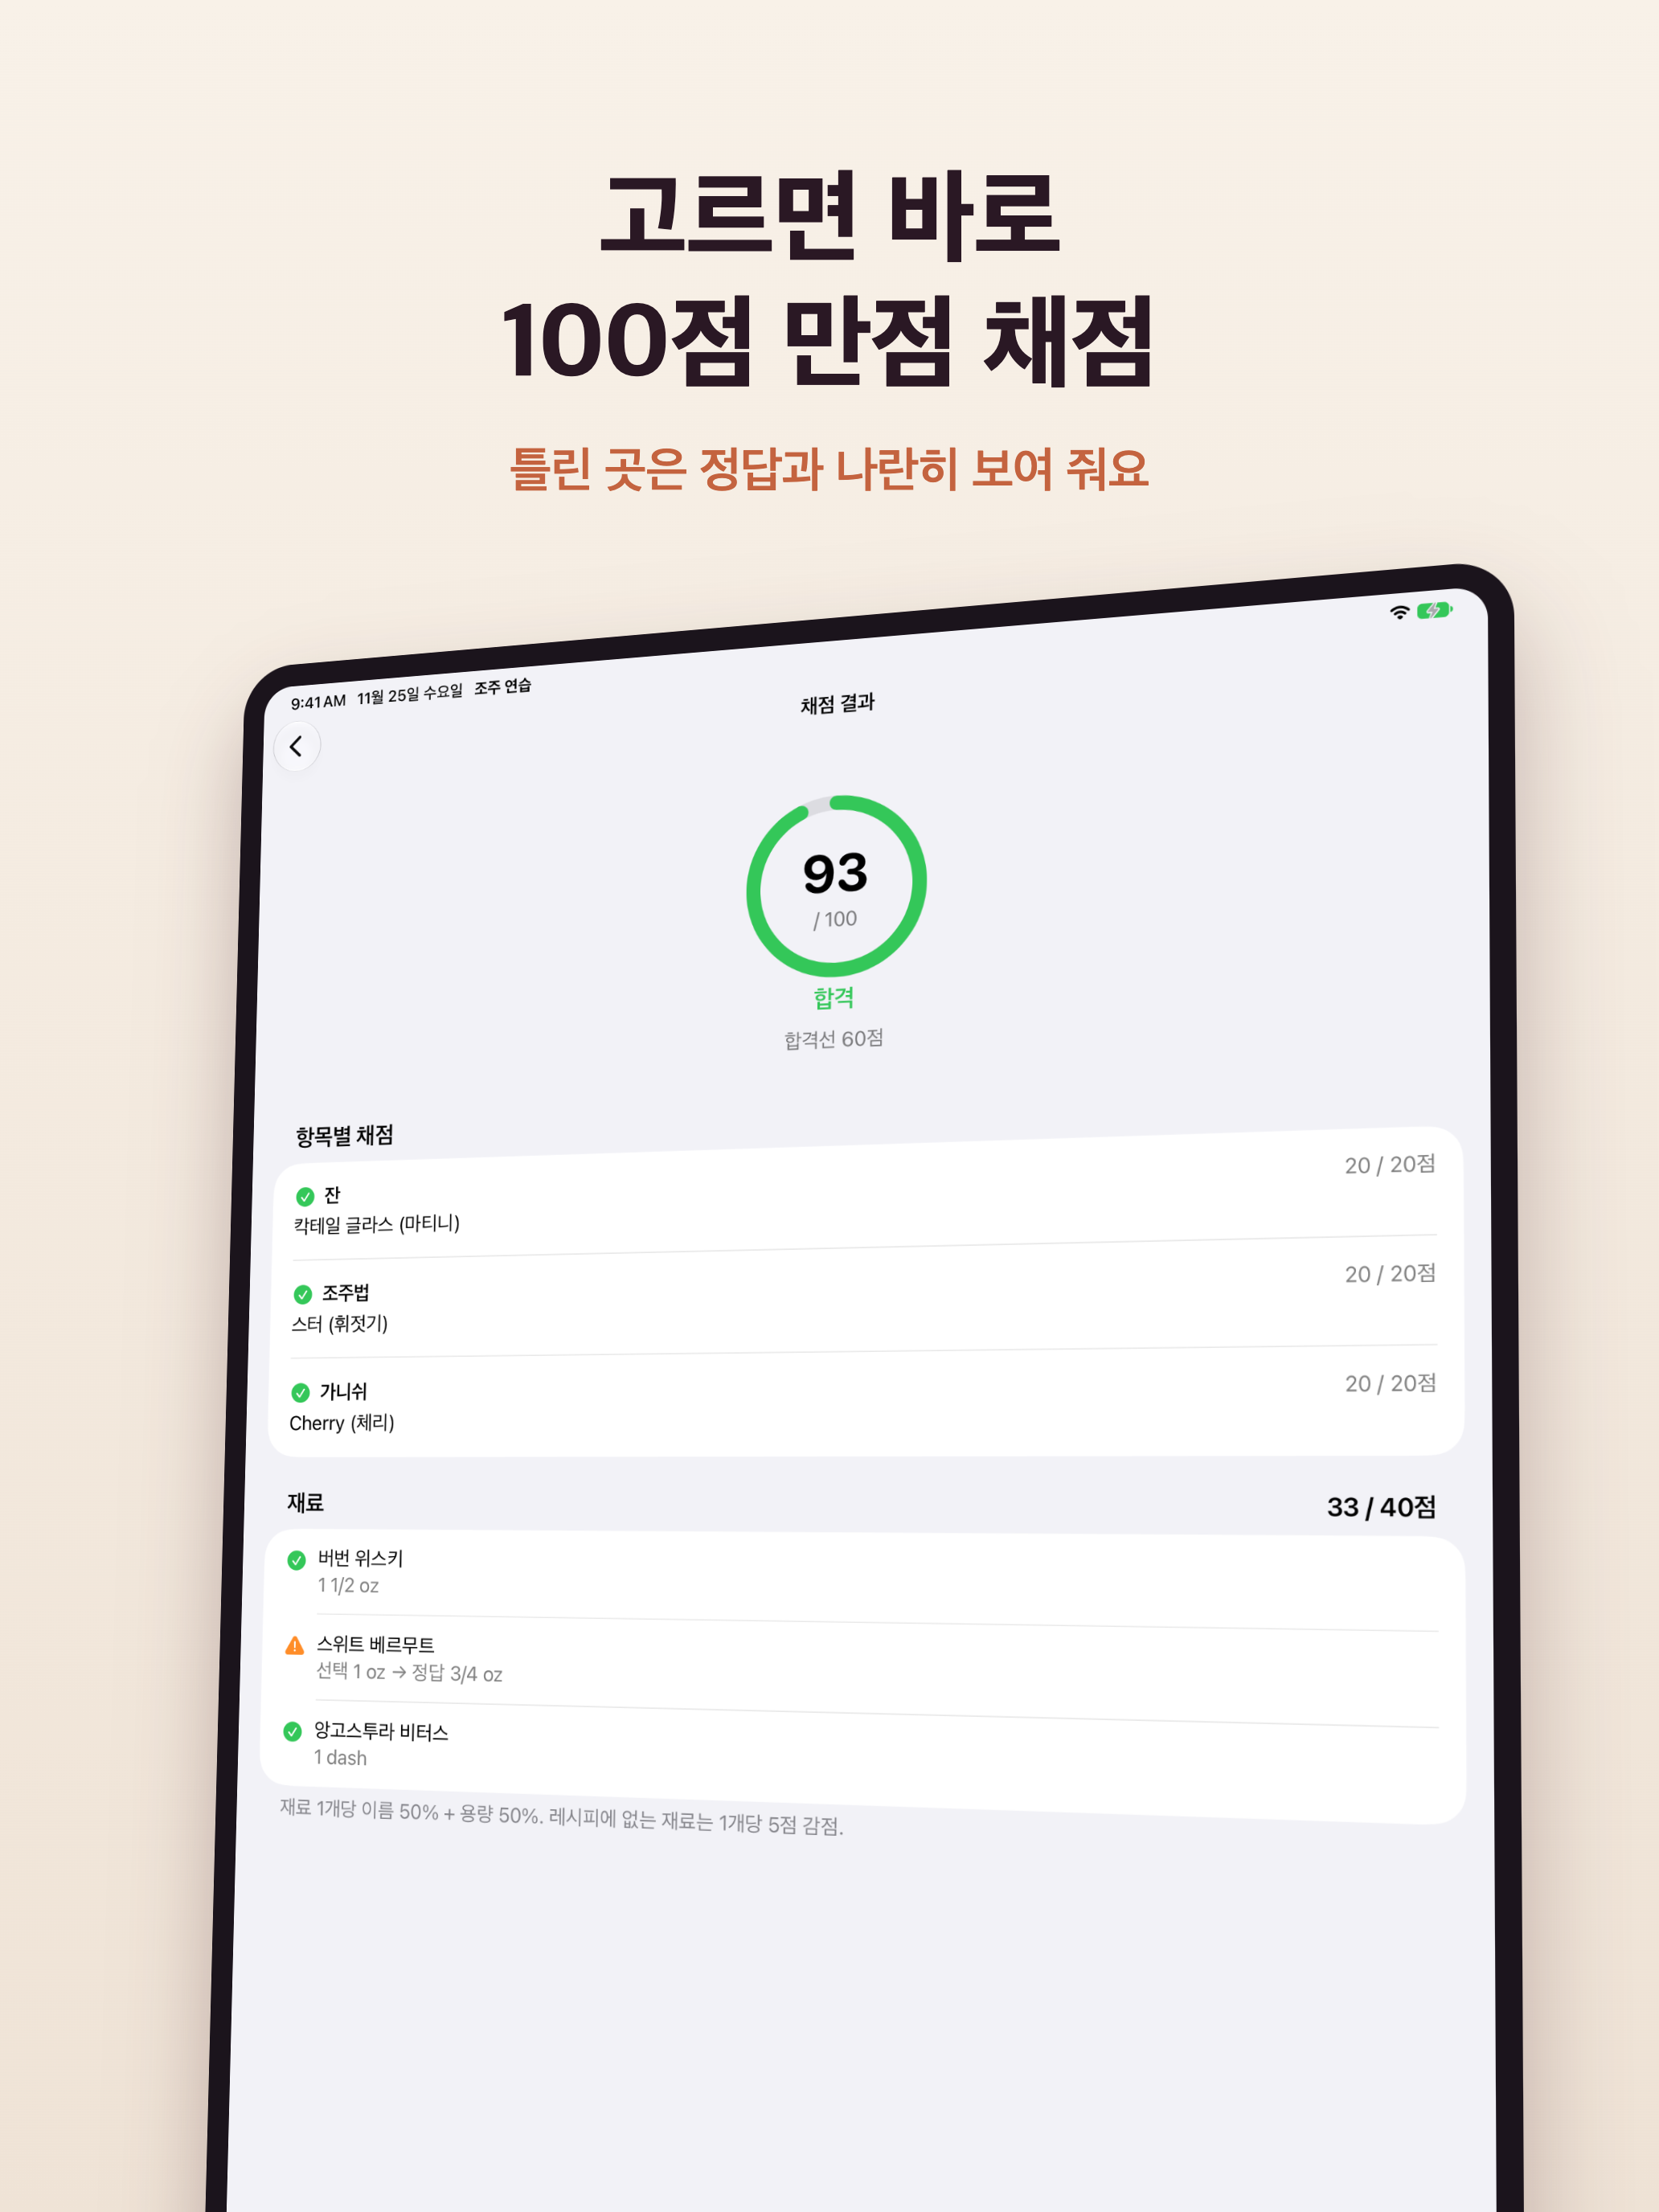 고르면 바로
100점 만점 채점
틀린 곳은 정답과 나란히 보여 줘요
9:41 AM 11월 25일 수요일 조주 연습
채점 결과
93
/ 100
합격
합격선 60점
항목별 채점
잔 20 / 20점
칵테일 글라스 (마티니)
조주법 20 / 20점
스터 (휘젓기)
가니쉬 20 / 20점
Cherry (체리)
재료 33 / 40점
버번 위스키
1 1/2 oz
스위트 베르무트
선택 1 oz → 정답 3/4 oz
앙고스투라 비터스
1 dash
재료 1개당 이름 50% + 용량 50%. 레시피에 없는 재료는 1개당 5점 감점.